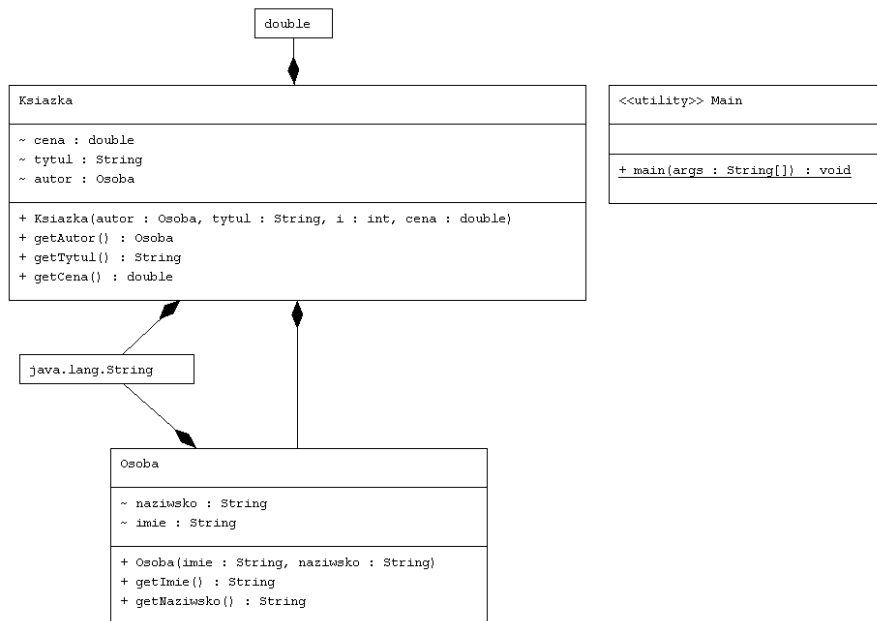 double
Ksiazka
~ cena : double
~ tytul : String
~ autor : Osoba
+ Ksiazka(autor : Osoba, tytul : String, i : int, cena : double)
+ getAutor() : Osoba
+ getTytul() : String
+ getCena() : double
<<utility>> Main
+ main(args : String[]) : void
java.lang.String
Osoba
~ naziwsko : String
~ imie : String
+ Osoba(imie : String, naziwsko : String)
+ getImie() : String
+ getNaziwsko() : String